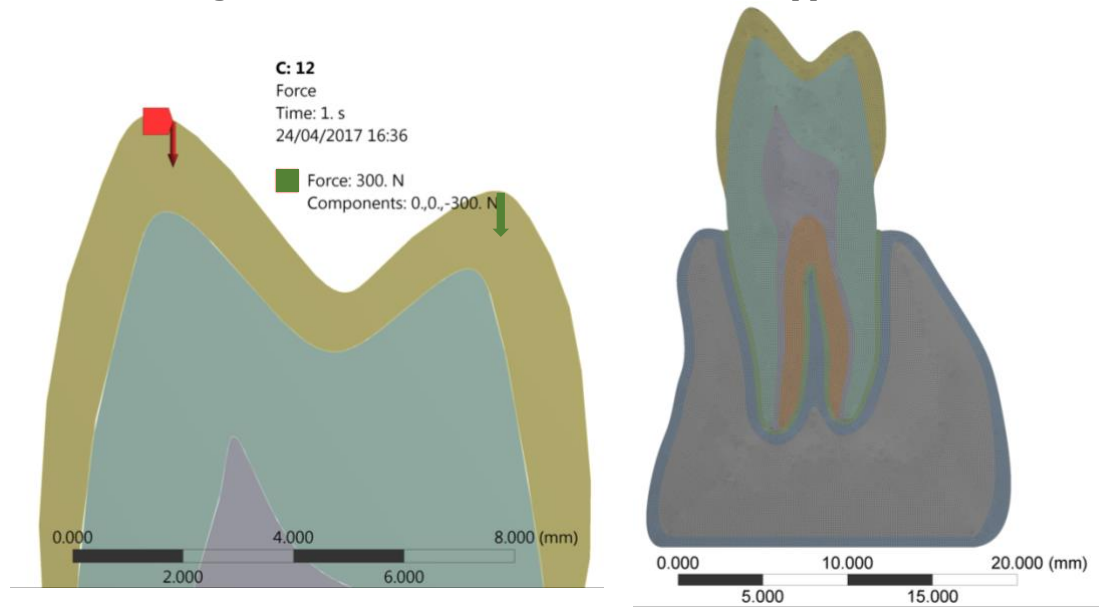 C: 12
Force
Time: 1. s
24/04/2017 16:36
Force: 300. N
Components: 0.,0.,-300. N
0.000 4.000 8.000 (mm)
2.000 6.000
0.000 10.000 20.000 (mm)
5.000 15.000